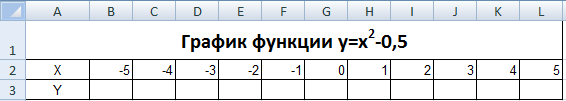 A B C D E F G H I J K L
1 График функции y=x²-0,5
2 X -5 -4 -3 -2 -1 0 1 2 3 4 5
3 Y